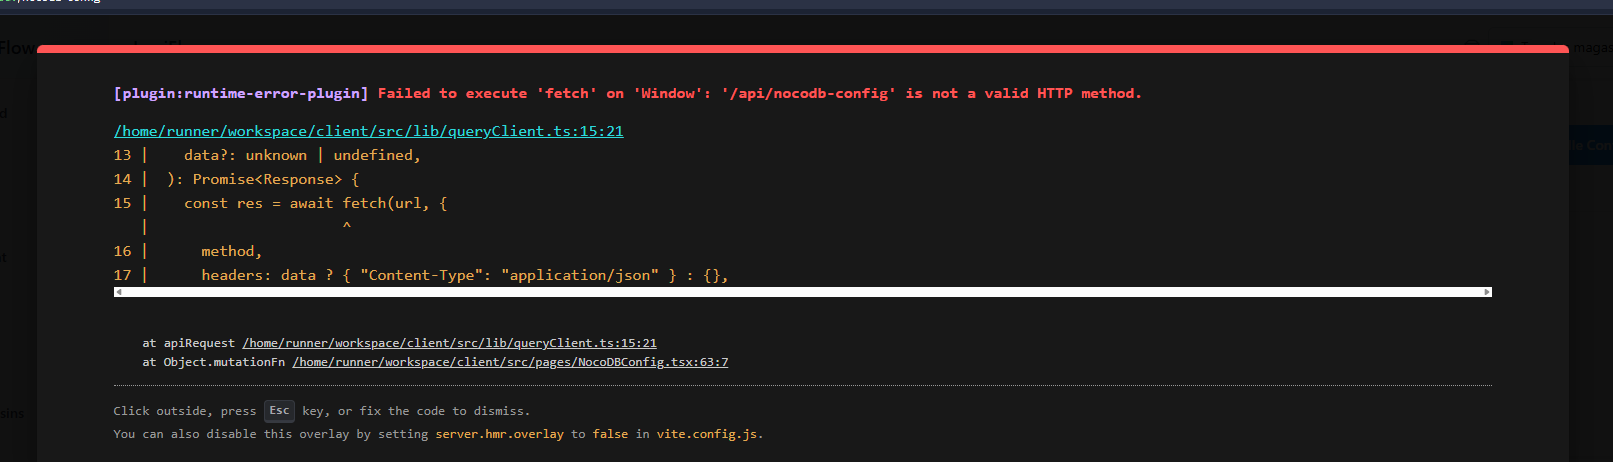 [plugin:runtime-error-plugin] Failed to execute 'fetch' on 'Window': '/api/nocodb-config' is not a valid HTTP method.
/home/runner/workspace/client/src/lib/queryClient.ts:15:21
13 |    data?: unknown | undefined,
14 |  ): Promise<Response> {
15 |    const res = await fetch(url, {
   |                      ^
16 |      method,
17 |      headers: data ? { "Content-Type": "application/json" } : {},
at apiRequest /home/runner/workspace/client/src/lib/queryClient.ts:15:21
at Object.mutationFn /home/runner/workspace/client/src/pages/NocoDBConfig.tsx:63:7
Click outside, press Esc key, or fix the code to dismiss.
You can also disable this overlay by setting server.hmr.overlay to false in vite.config.js.